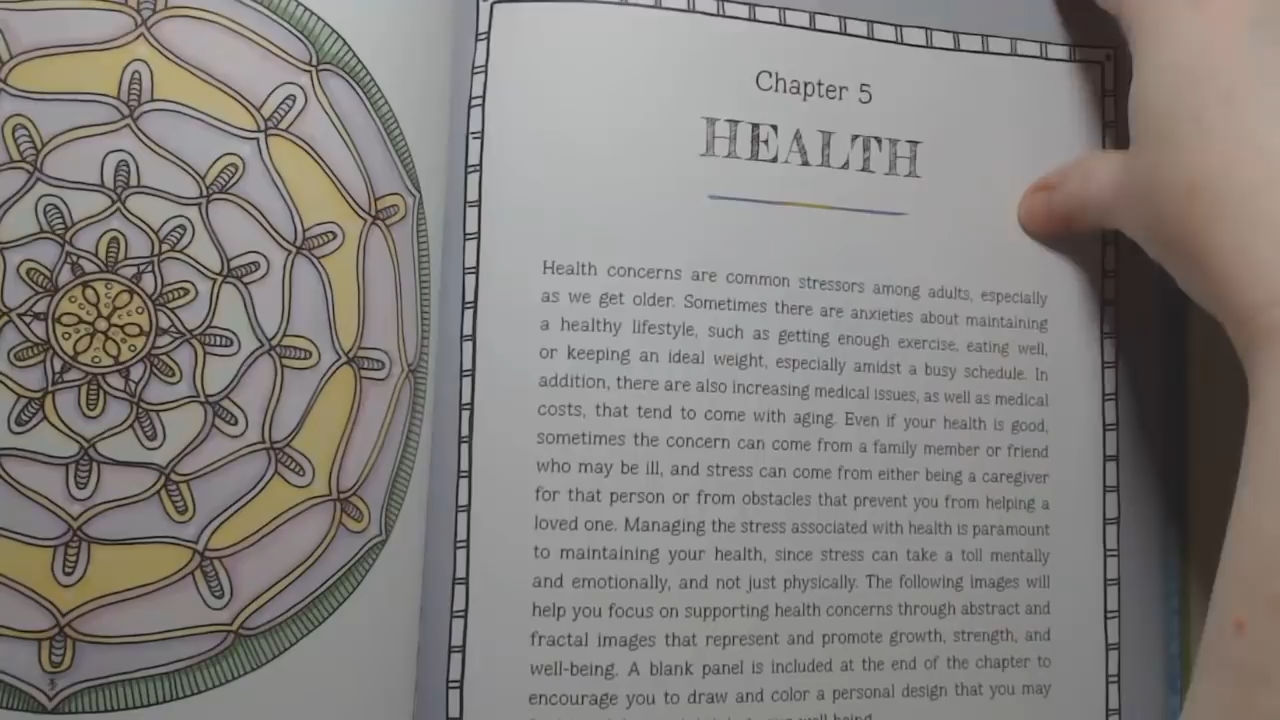 Chapter 5
HEALTH
Health concerns are common stressors among adults, especially
as we get older. Sometimes there are anxieties about maintaining
a healthy lifestyle, such as getting enough exercise, eating well,
or keeping an ideal weight, especially amidst a busy schedule. In
addition, there are also increasing medical issues, as well as medical
costs, that tend to come with aging. Even if your health is good,
sometimes the concern can come from a family member or friend
who may be ill, and stress can come from either being a caregiver
for that person or from obstacles that prevent you from helping a
loved one. Managing the stress associated with health is paramount
to maintaining your health, since stress can take a toll mentally
and emotionally, and not just physically. The following images will
help you focus on supporting health concerns through abstract and
fractal images that represent and promote growth, strength, and
well-being. A blank panel is included at the end of the chapter to
encourage you to draw and color a personal design that you may
well being.